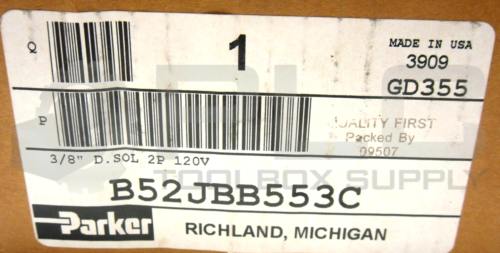 Q
1
MADE IN USA
3909
GD355
P
QUALITY FIRST
Packed By
09507
3/8" D.SOL 2P 120V
TOOLBOX SUPPLY
B52JBB553C
Parker
RICHLAND, MICHIGAN